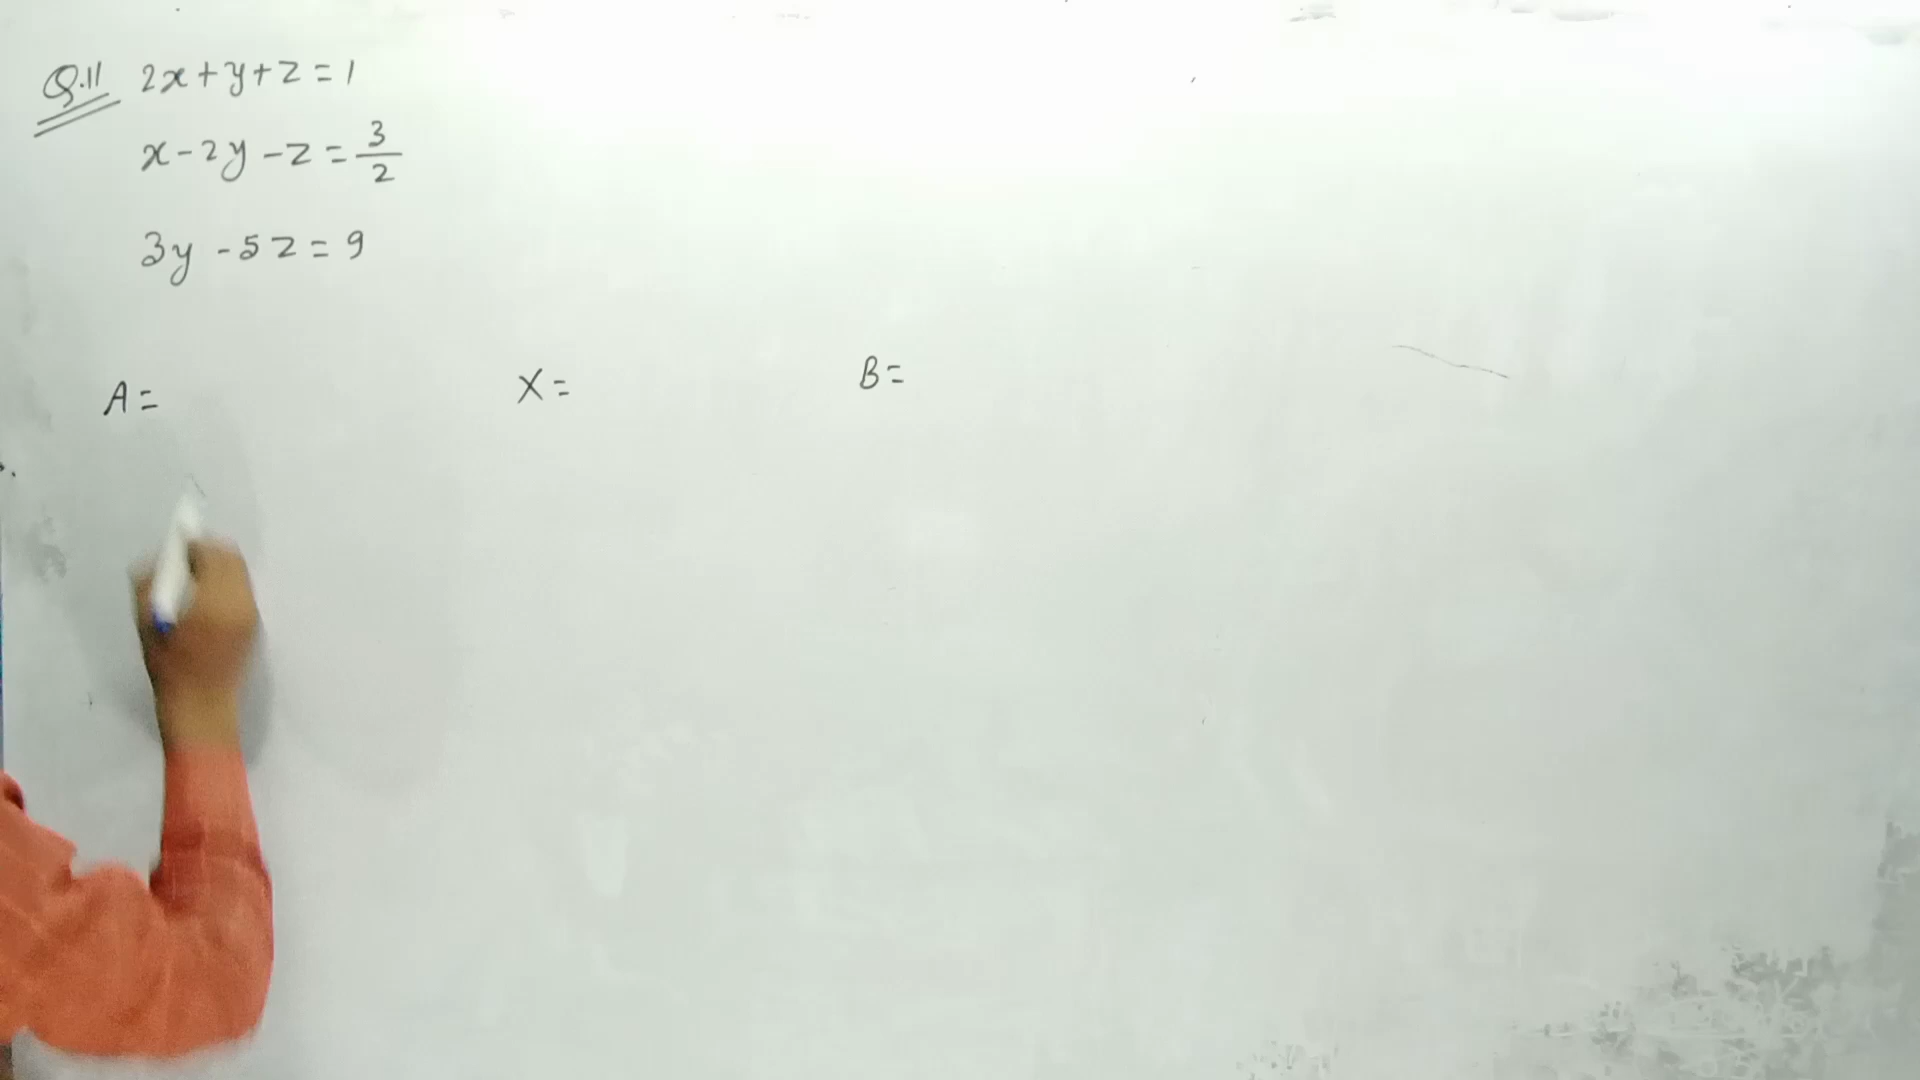 Q.11 2x+y+z=1
x-2y-z=3/2
3y-5z=9
A= X= B=